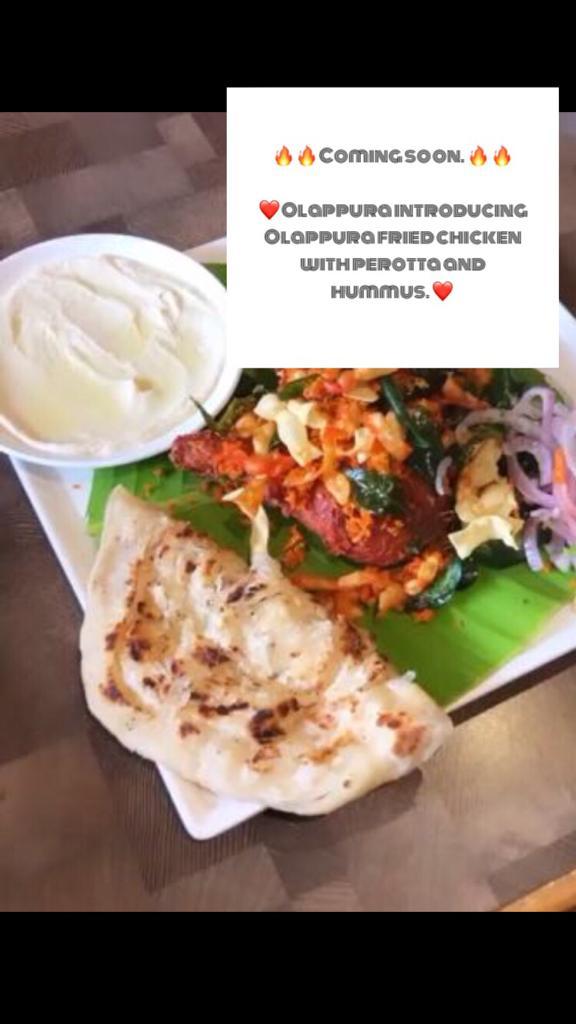 🔥🔥Coming soon. 🔥🔥
❤️Olappura introducing
Olappura fried chicken
with perotta and
hummus.❤️